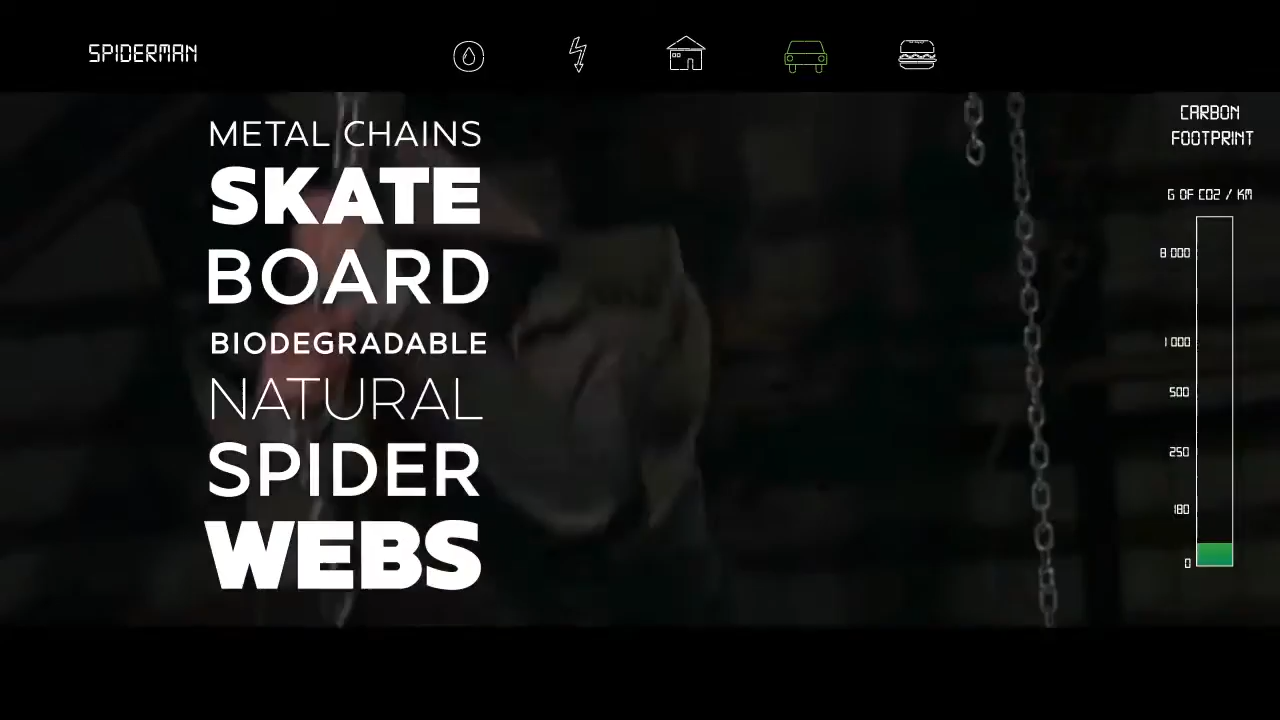 SPIDERMAN
METAL CHAINS
SKATE
BOARD
BIODEGRADABLE
NATURAL
SPIDER
WEBS
CARBON
FOOTPRINT
G OF CO2 / KM
8 000
1 000
500
250
180
0